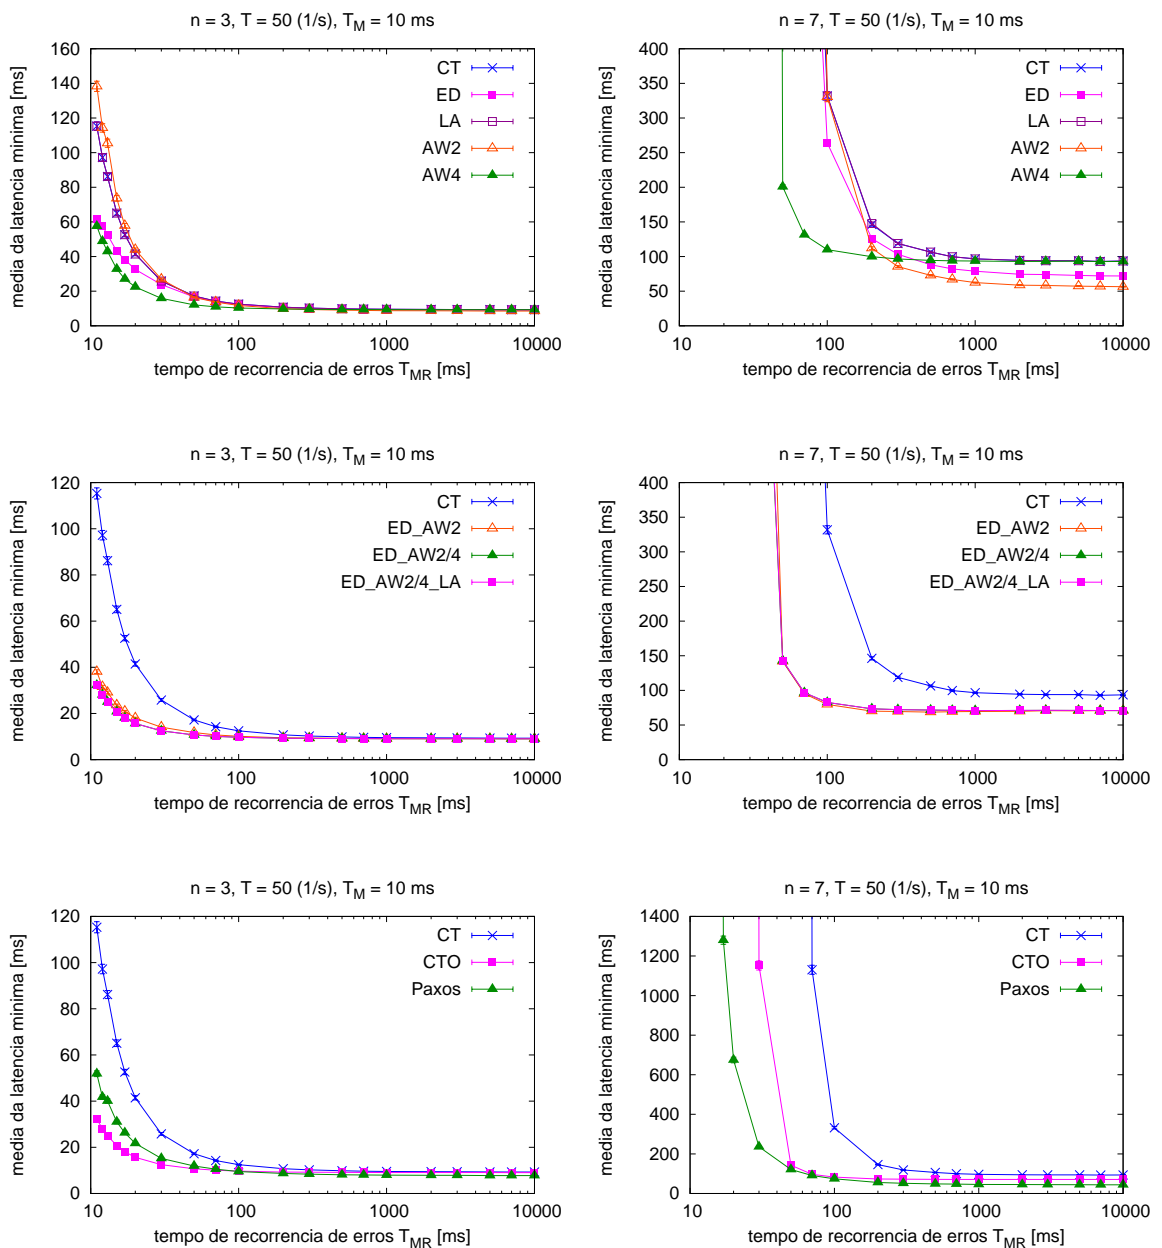 n = 3, T = 50 (1/s), T_M = 10 ms
media da latencia minima [ms]
160
140
120
100
80
60
40
20
0
CT
ED
LA
AW2
AW4
10
100
1000
10000
tempo de recorrencia de erros T_MR [ms]
n = 7, T = 50 (1/s), T_M = 10 ms
media da latencia minima [ms]
400
350
300
250
200
150
100
50
0
CT
ED
LA
AW2
AW4
10
100
1000
10000
tempo de recorrencia de erros T_MR [ms]
n = 3, T = 50 (1/s), T_M = 10 ms
media da latencia minima [ms]
120
100
80
60
40
20
0
CT
ED_AW2
ED_AW2/4
ED_AW2/4_LA
10
100
1000
10000
tempo de recorrencia de erros T_MR [ms]
n = 7, T = 50 (1/s), T_M = 10 ms
media da latencia minima [ms]
400
350
300
250
200
150
100
50
0
CT
ED_AW2
ED_AW2/4
ED_AW2/4_LA
10
100
1000
10000
tempo de recorrencia de erros T_MR [ms]
n = 3, T = 50 (1/s), T_M = 10 ms
media da latencia minima [ms]
120
100
80
60
40
20
0
CT
CTO
Paxos
10
100
1000
10000
tempo de recorrencia de erros T_MR [ms]
n = 7, T = 50 (1/s), T_M = 10 ms
media da latencia minima [ms]
1400
1200
1000
800
600
400
200
0
CT
CTO
Paxos
10
100
1000
10000
tempo de recorrencia de erros T_MR [ms]